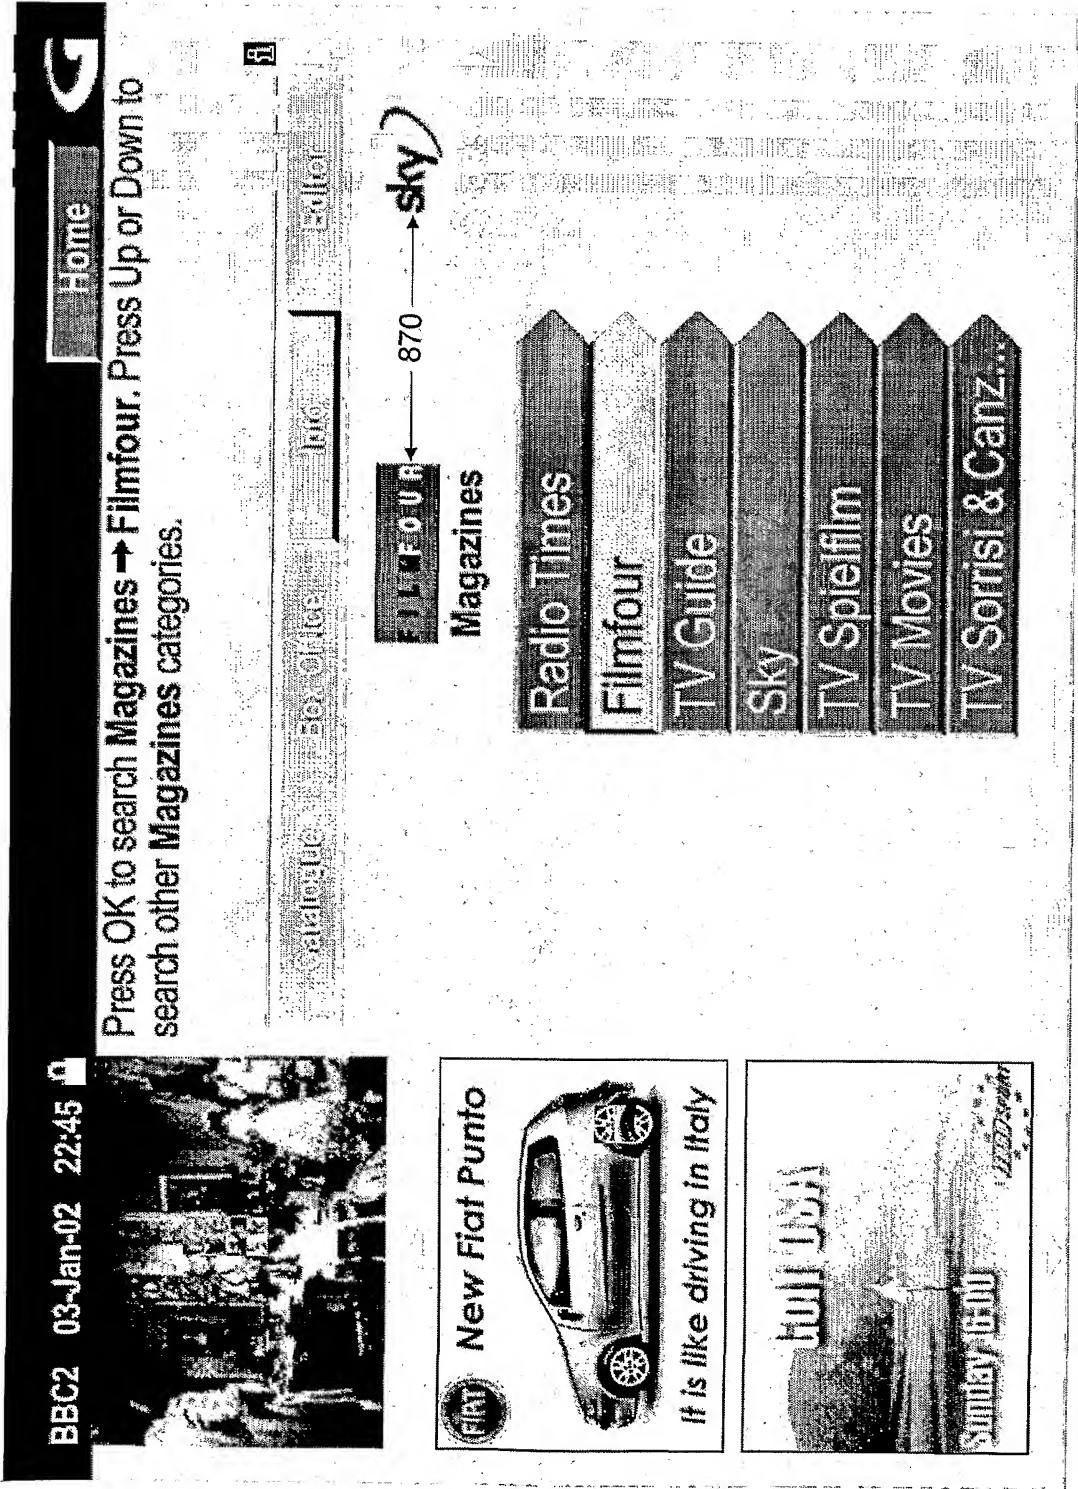 BBC2 03-Jan-02 22:45
Home
Press OK to search Magazines → Filmfour. Press Up or Down to
search other Magazines categories.
Box Office Info Editor
FILMFOUR 870 sky
Magazines
Radio Times
Filmfour
TV Guide
Sky
TV Spielfilm
TV Movies
TV Sorrisi & Canz...
FIAT New Fiat Punto
It is like driving in Italy
Sunday 16:00